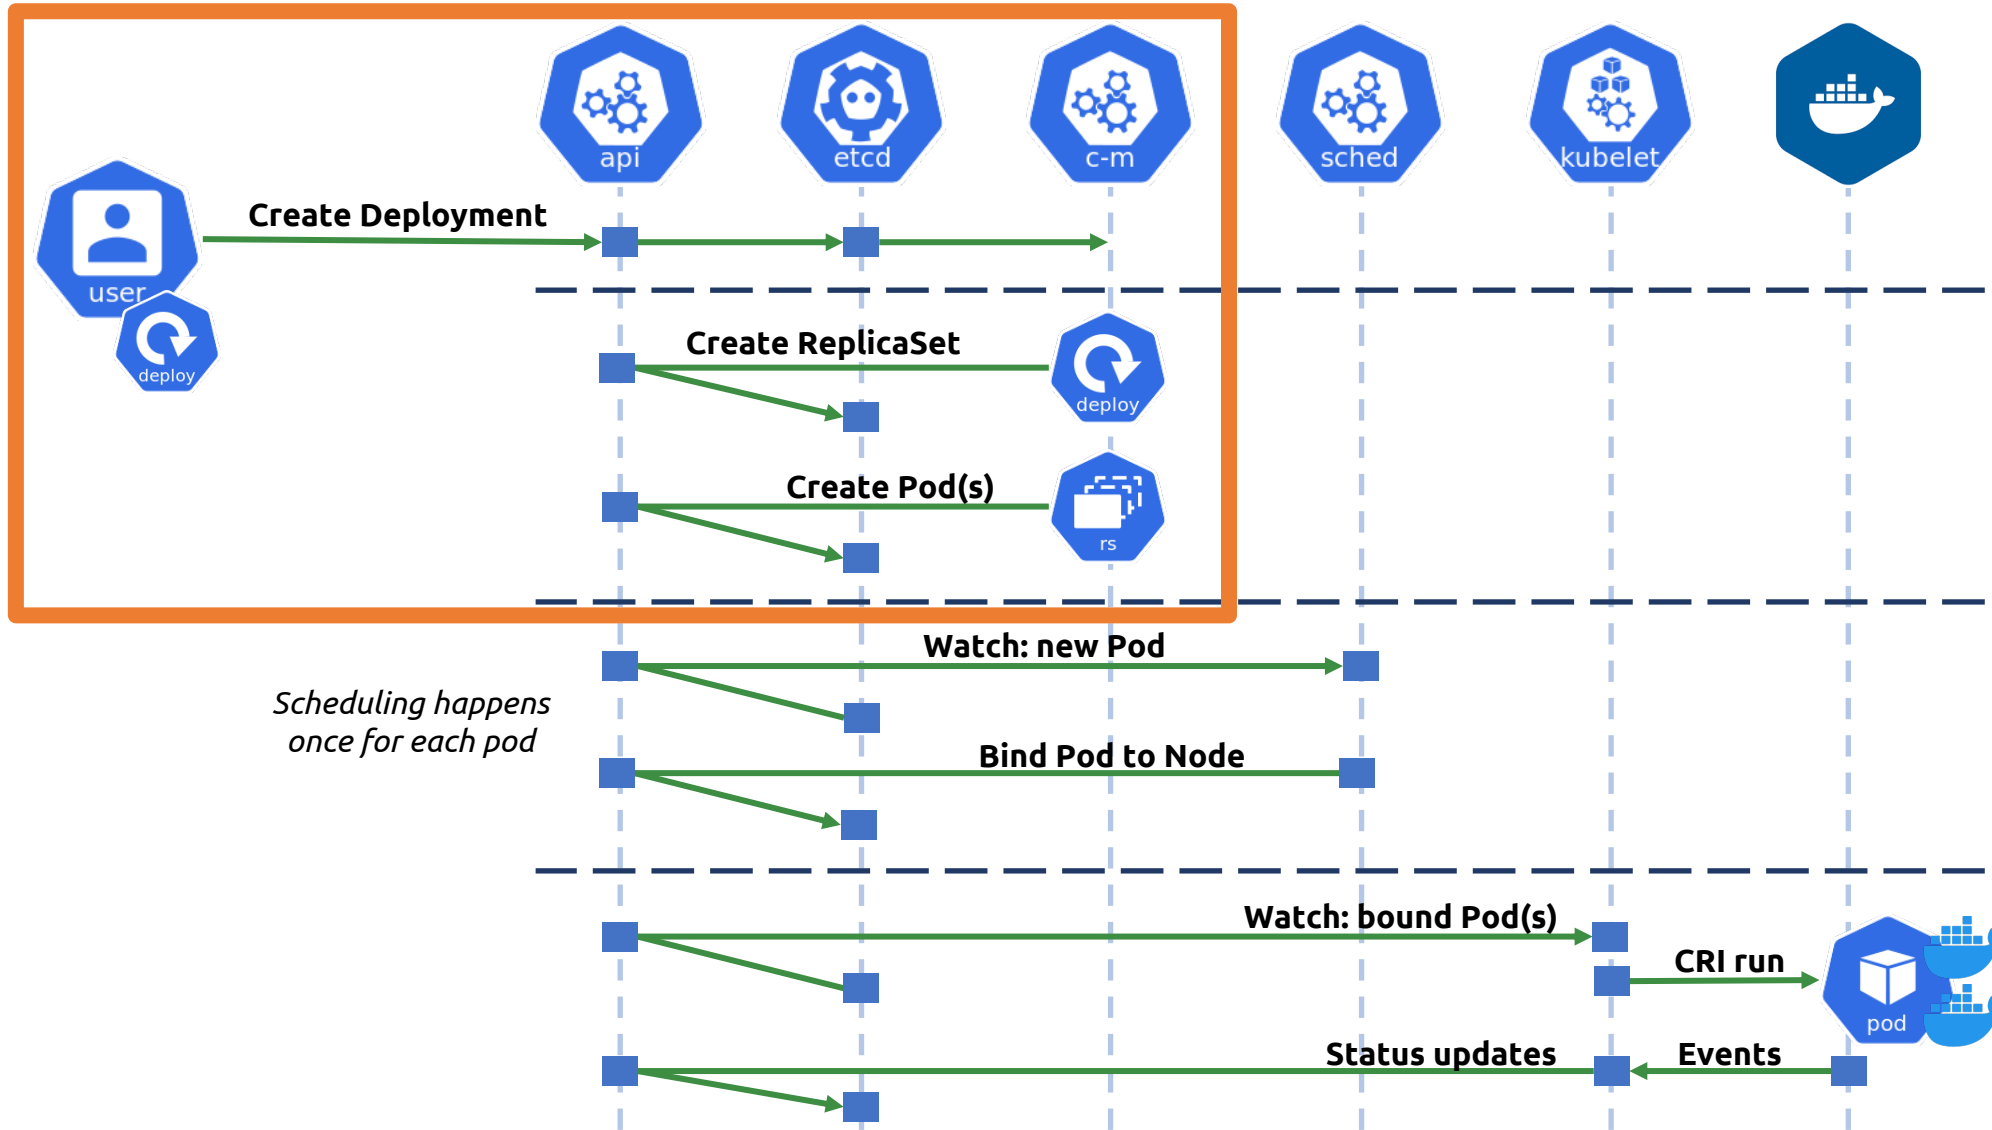 api
etcd
c-m
sched
kubelet
user
deploy
Create Deployment
Create ReplicaSet
deploy
Create Pod(s)
rs
Watch: new Pod
Scheduling happens
once for each pod
Bind Pod to Node
Watch: bound Pod(s)
CRI run
pod
Status updates
Events